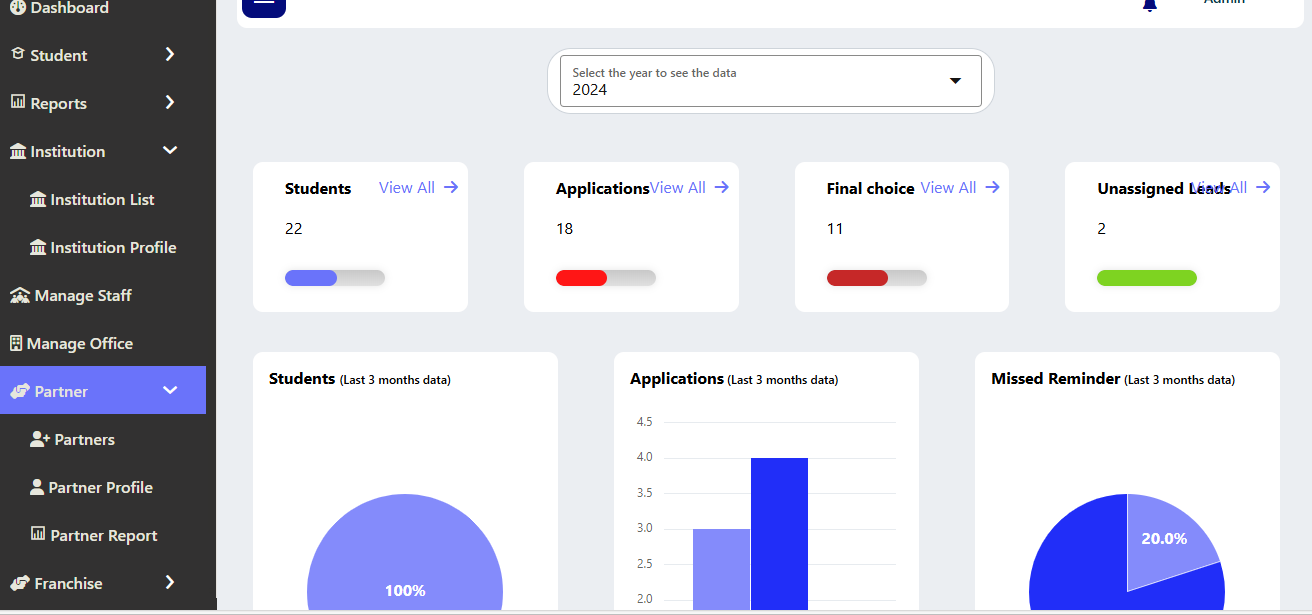 Dashboard
Student
Reports
Institution
Institution List
Institution Profile
Manage Staff
Manage Office
Partner
Partners
Partner Profile
Partner Report
Franchise
Admin
Select the year to see the data
2024
Students View All
22
Applications View All
18
Final choice View All
11
Unassigned Leads View All
2
Students (Last 3 months data)
100%
Applications (Last 3 months data)
4.5
4.0
3.5
3.0
2.5
2.0
Missed Reminder (Last 3 months data)
20.0%